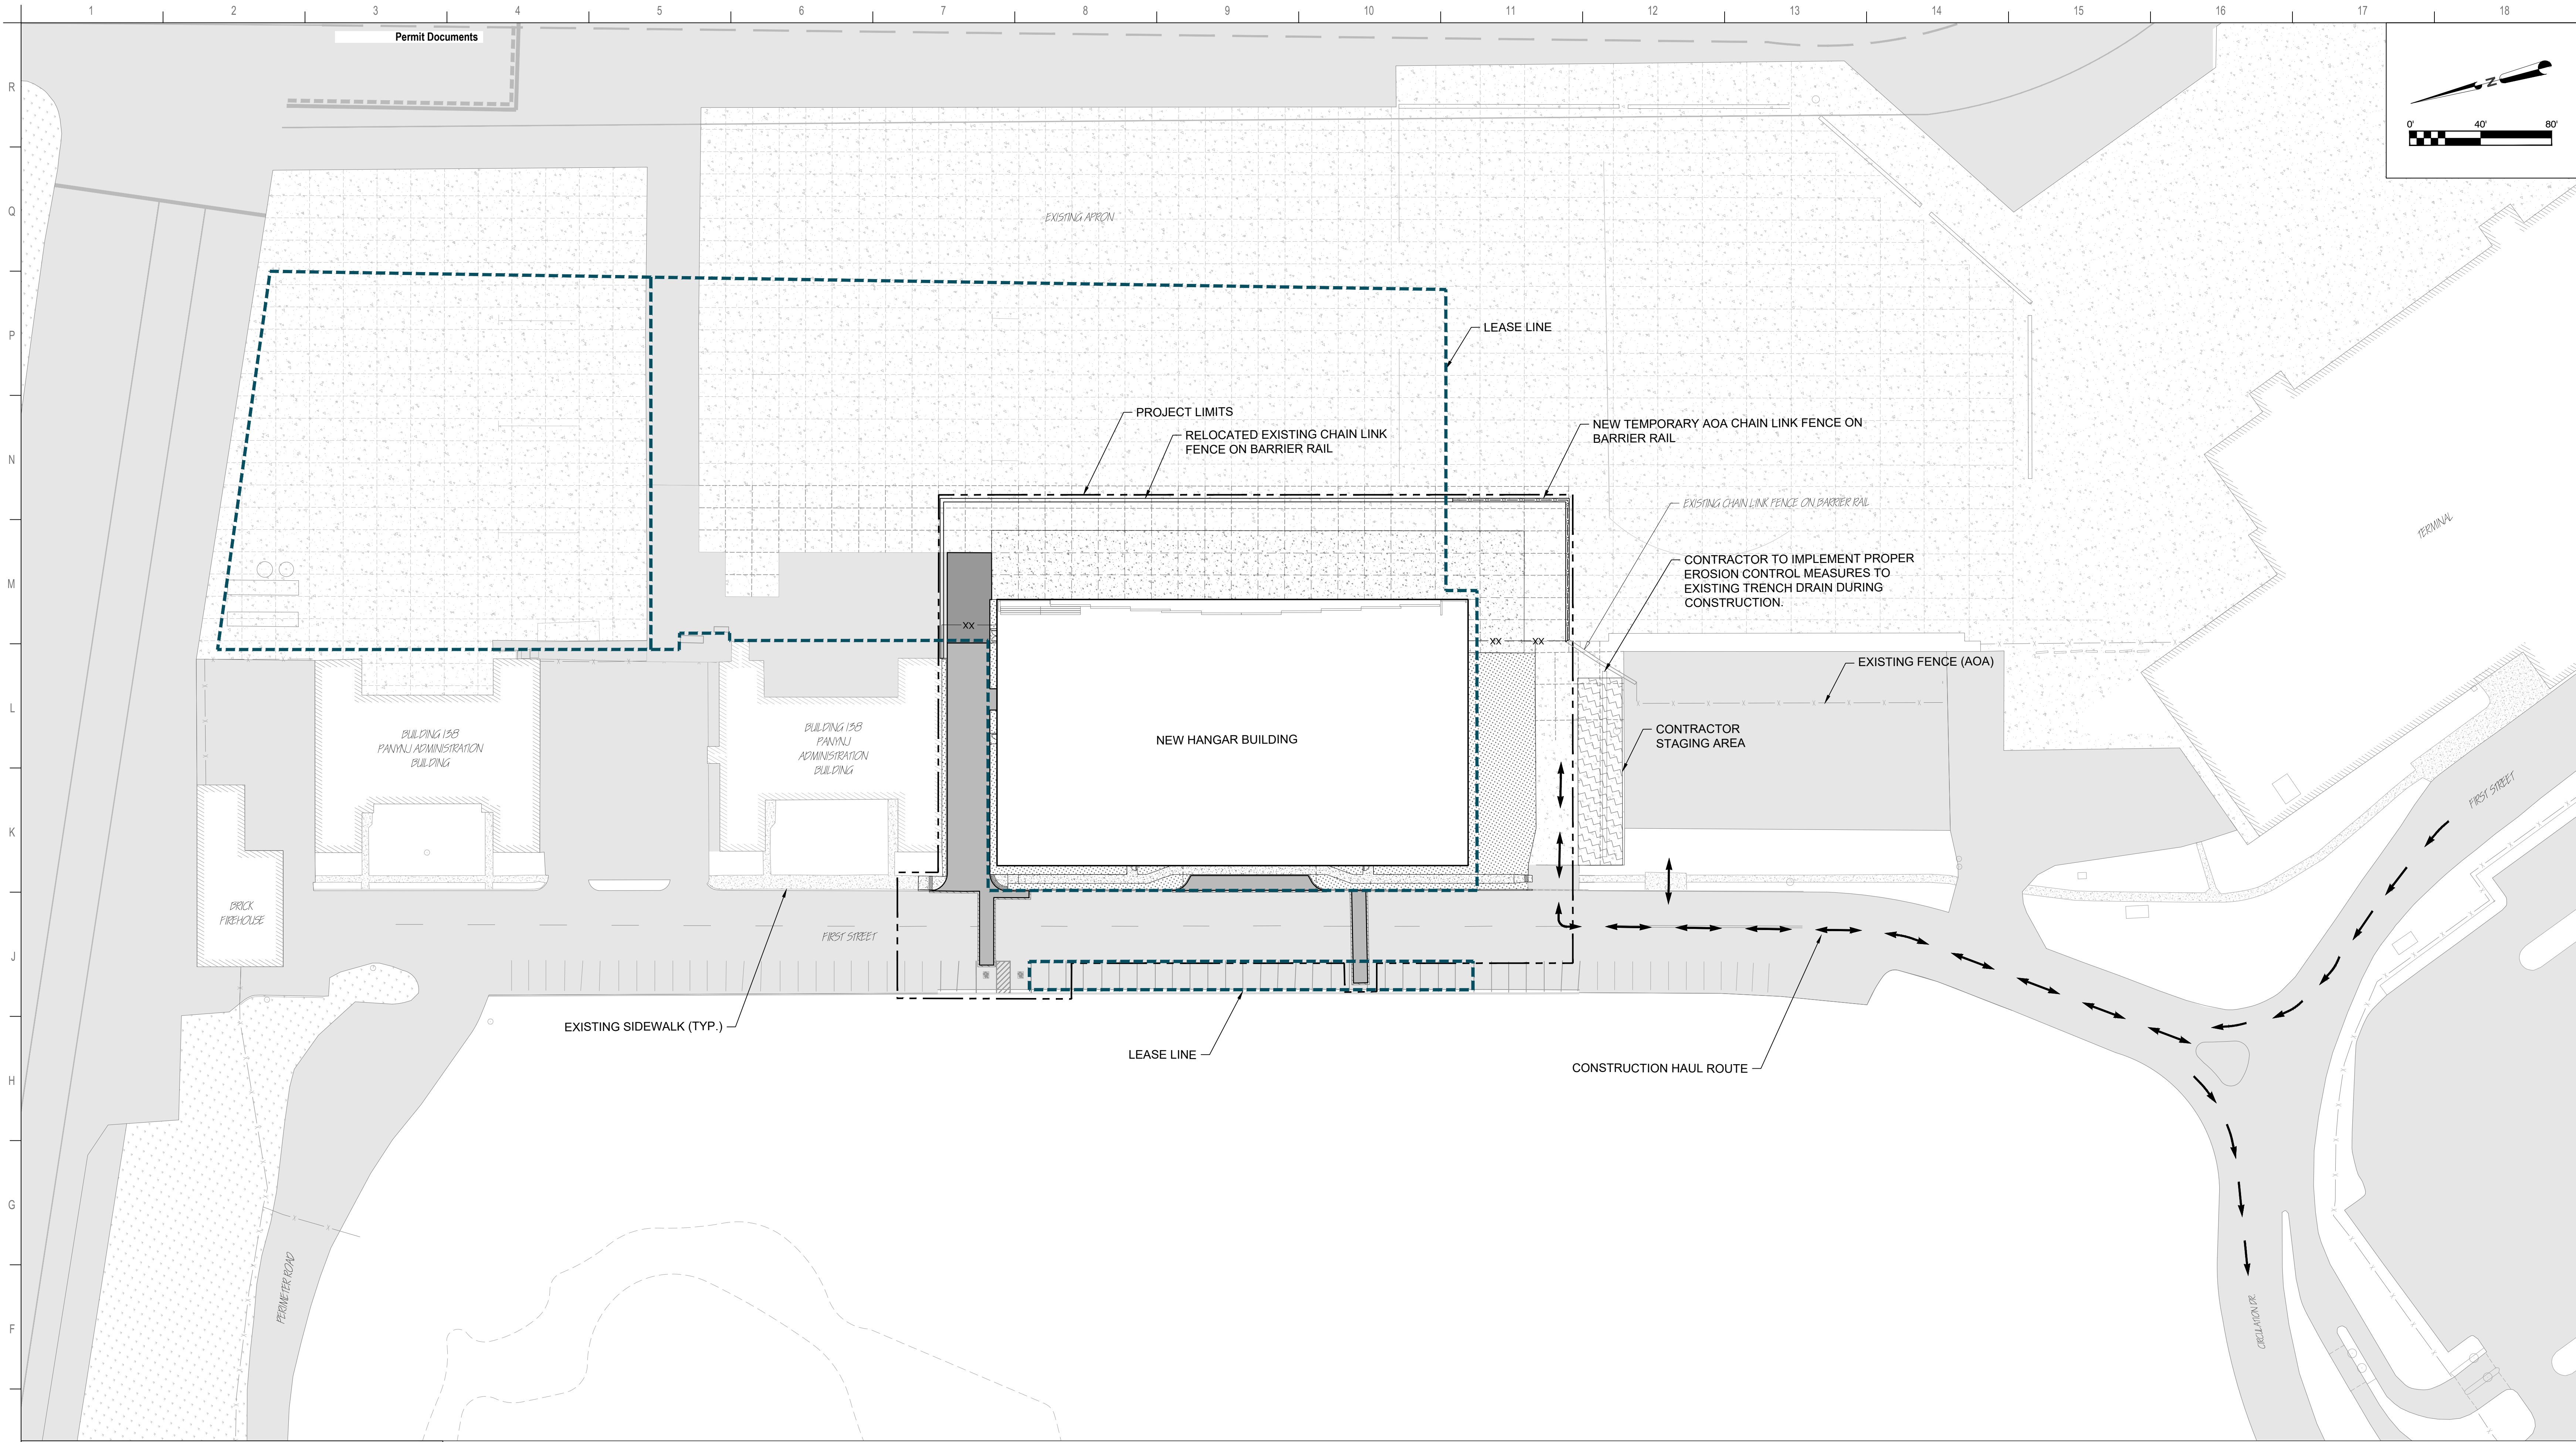 1 2 3 4 5 6 7 8 9 10 11 12 13 14 15 16 17 18
Permit Documents
R
N
0' 40' 80'
Q
EXISTING APRON
P
LEASE LINE
PROJECT LIMITS
RELOCATED EXISTING CHAIN LINK
FENCE ON BARRIER RAIL
NEW TEMPORARY AOA CHAIN LINK FENCE ON
BARRIER RAIL
N
EXISTING CHAIN LINK FENCE ON BARRIER RAIL
TERMINAL
M
CONTRACTOR TO IMPLEMENT PROPER
EROSION CONTROL MEASURES TO
EXISTING TRENCH DRAIN DURING
CONSTRUCTION.
XX
XX XX
EXISTING FENCE (AOA)
L
BUILDING 138
PANYNJ ADMINISTRATION
BUILDING
BUILDING 138
PANYNJ
ADMINISTRATION
BUILDING
NEW HANGAR BUILDING
CONTRACTOR
STAGING AREA
FIRST STREET
K
BRICK
FIREHOUSE
FIRST STREET
J
EXISTING SIDEWALK (TYP.)
LEASE LINE
CONSTRUCTION HAUL ROUTE
H
G
PERIMETER ROAD
F
CIRCULATION DR.